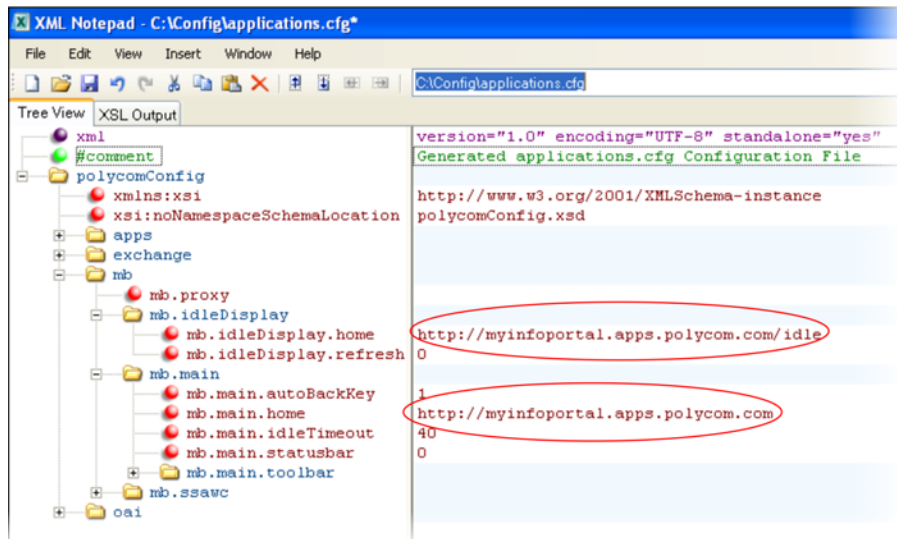 XML Notepad - C:\Config\applications.cfg*
File Edit View Insert Window Help
C:\Config\applications.cfg
Tree View XSL Output
xml version="1.0" encoding="UTF-8" standalone="yes"
#comment Generated applications.cfg Configuration File
polycomConfig
xmlns:xsi http://www.w3.org/2001/XMLSchema-instance
xsi:noNamespaceSchemaLocation polycomConfig.xsd
apps
exchange
mb
mb.proxy
mb.idleDisplay
mb.idleDisplay.home http://myinfoportal.apps.polycom.com/idle
mb.idleDisplay.refresh 0
mb.main
mb.main.autoBackKey 1
mb.main.home http://myinfoportal.apps.polycom.com
mb.main.idleTimeout 40
mb.main.statusbar 0
mb.main.toolbar
mb.ssawc
oai